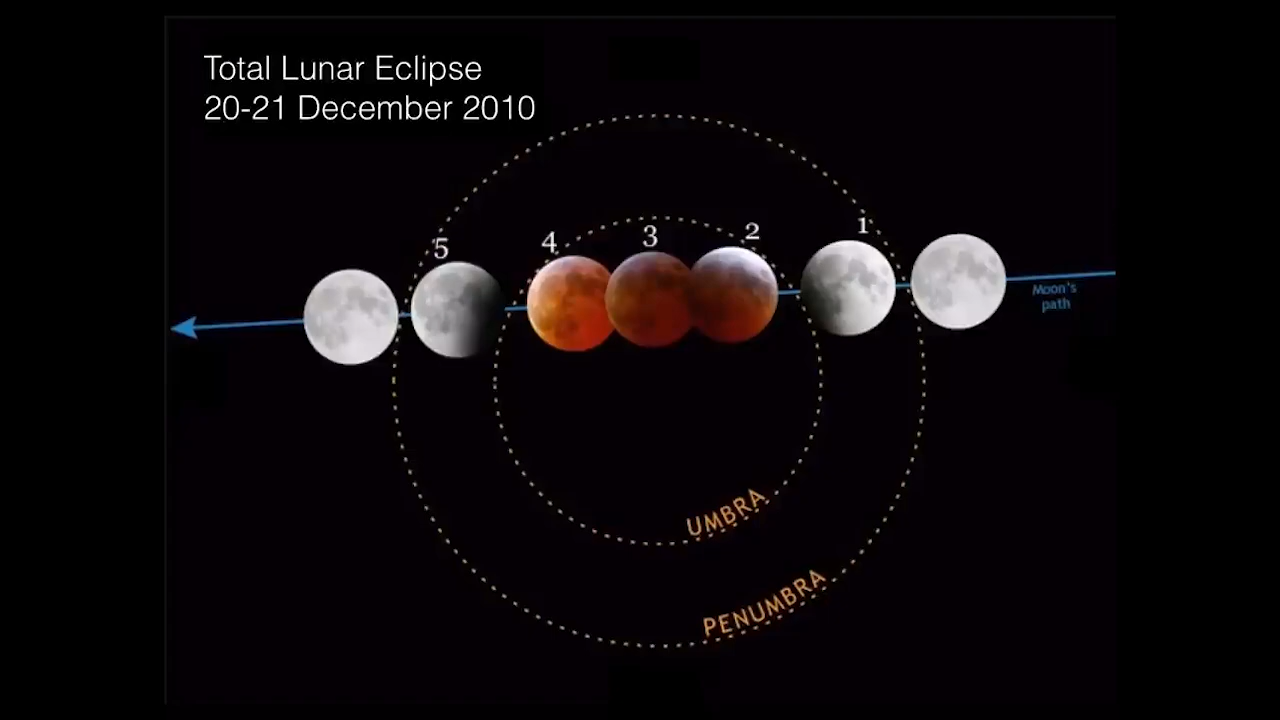 Total Lunar Eclipse
20-21 December 2010
5
4
3
2
1
Moon's
path
UMBRA
PENUMBRA